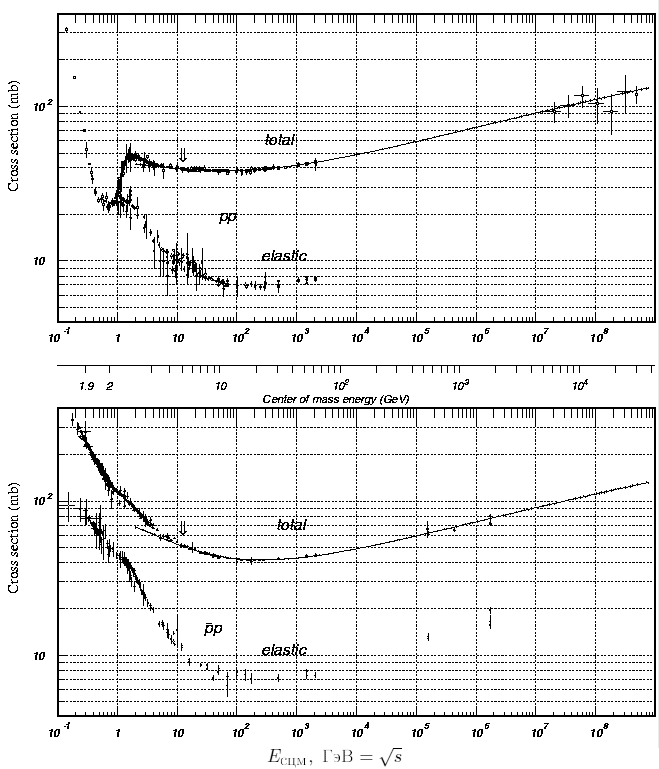 Cross section (mb)
10²
10
total
⇓
pp
elastic
10⁻¹ 1 10 10² 10³ 10⁴ 10⁵ 10⁶ 10⁷ 10⁸
1.9 2 10 10² 10³ 10⁴
Center of mass energy (GeV)
Cross section (mb)
10²
10
total
⇓
p̄p
elastic
10⁻¹ 1 10 10² 10³ 10⁴ 10⁵ 10⁶ 10⁷ 10⁸
E_СЦМ, ГэВ = √s